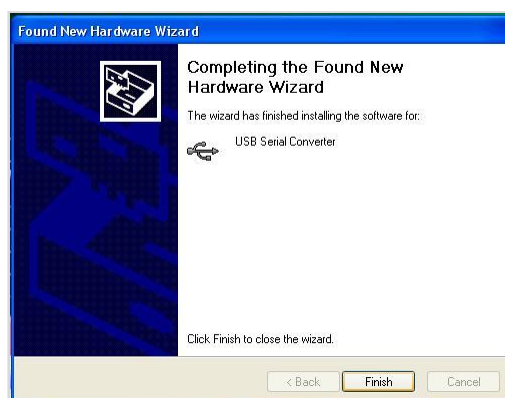 Found New Hardware Wizard
Completing the Found New
Hardware Wizard
The wizard has finished installing the software for:
USB Serial Converter
Click Finish to close the wizard.
< Back
Finish
Cancel